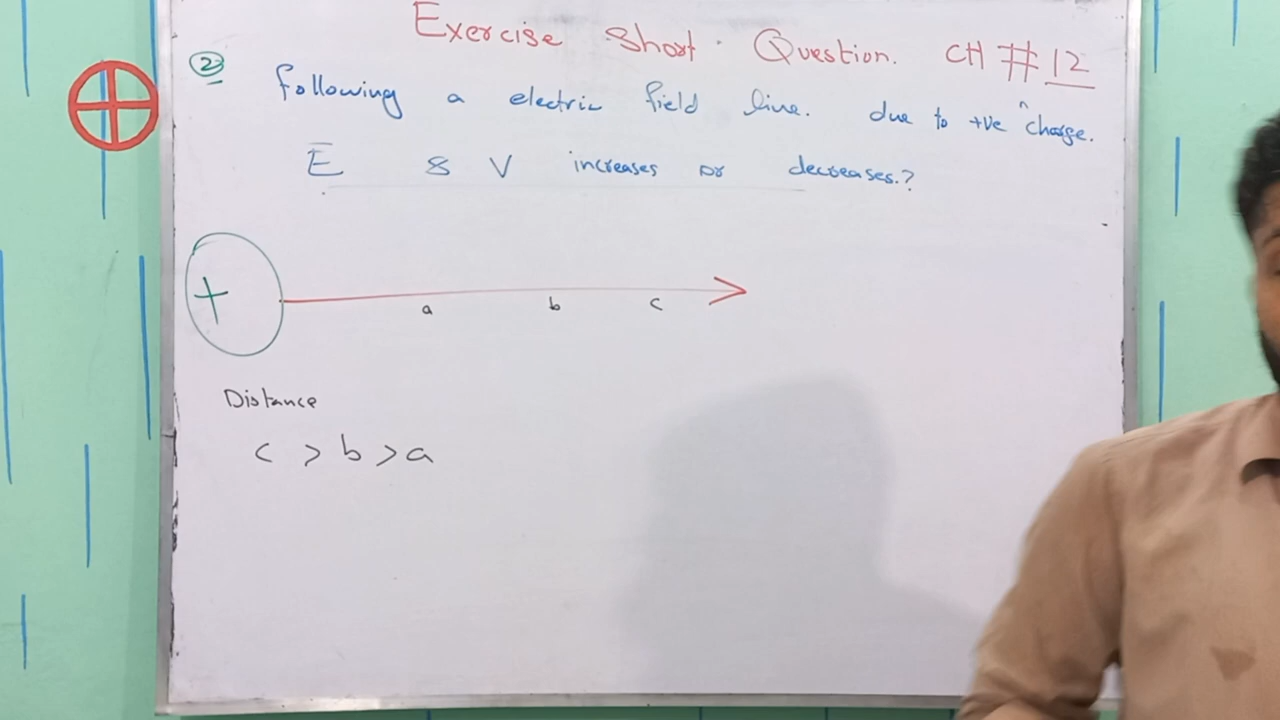 Exercise Short Question. CH # 12
2 following a electric field line. due to +ve ^ charge.
E & V increases or decreases.?
+
a b c
Distance
c > b > a